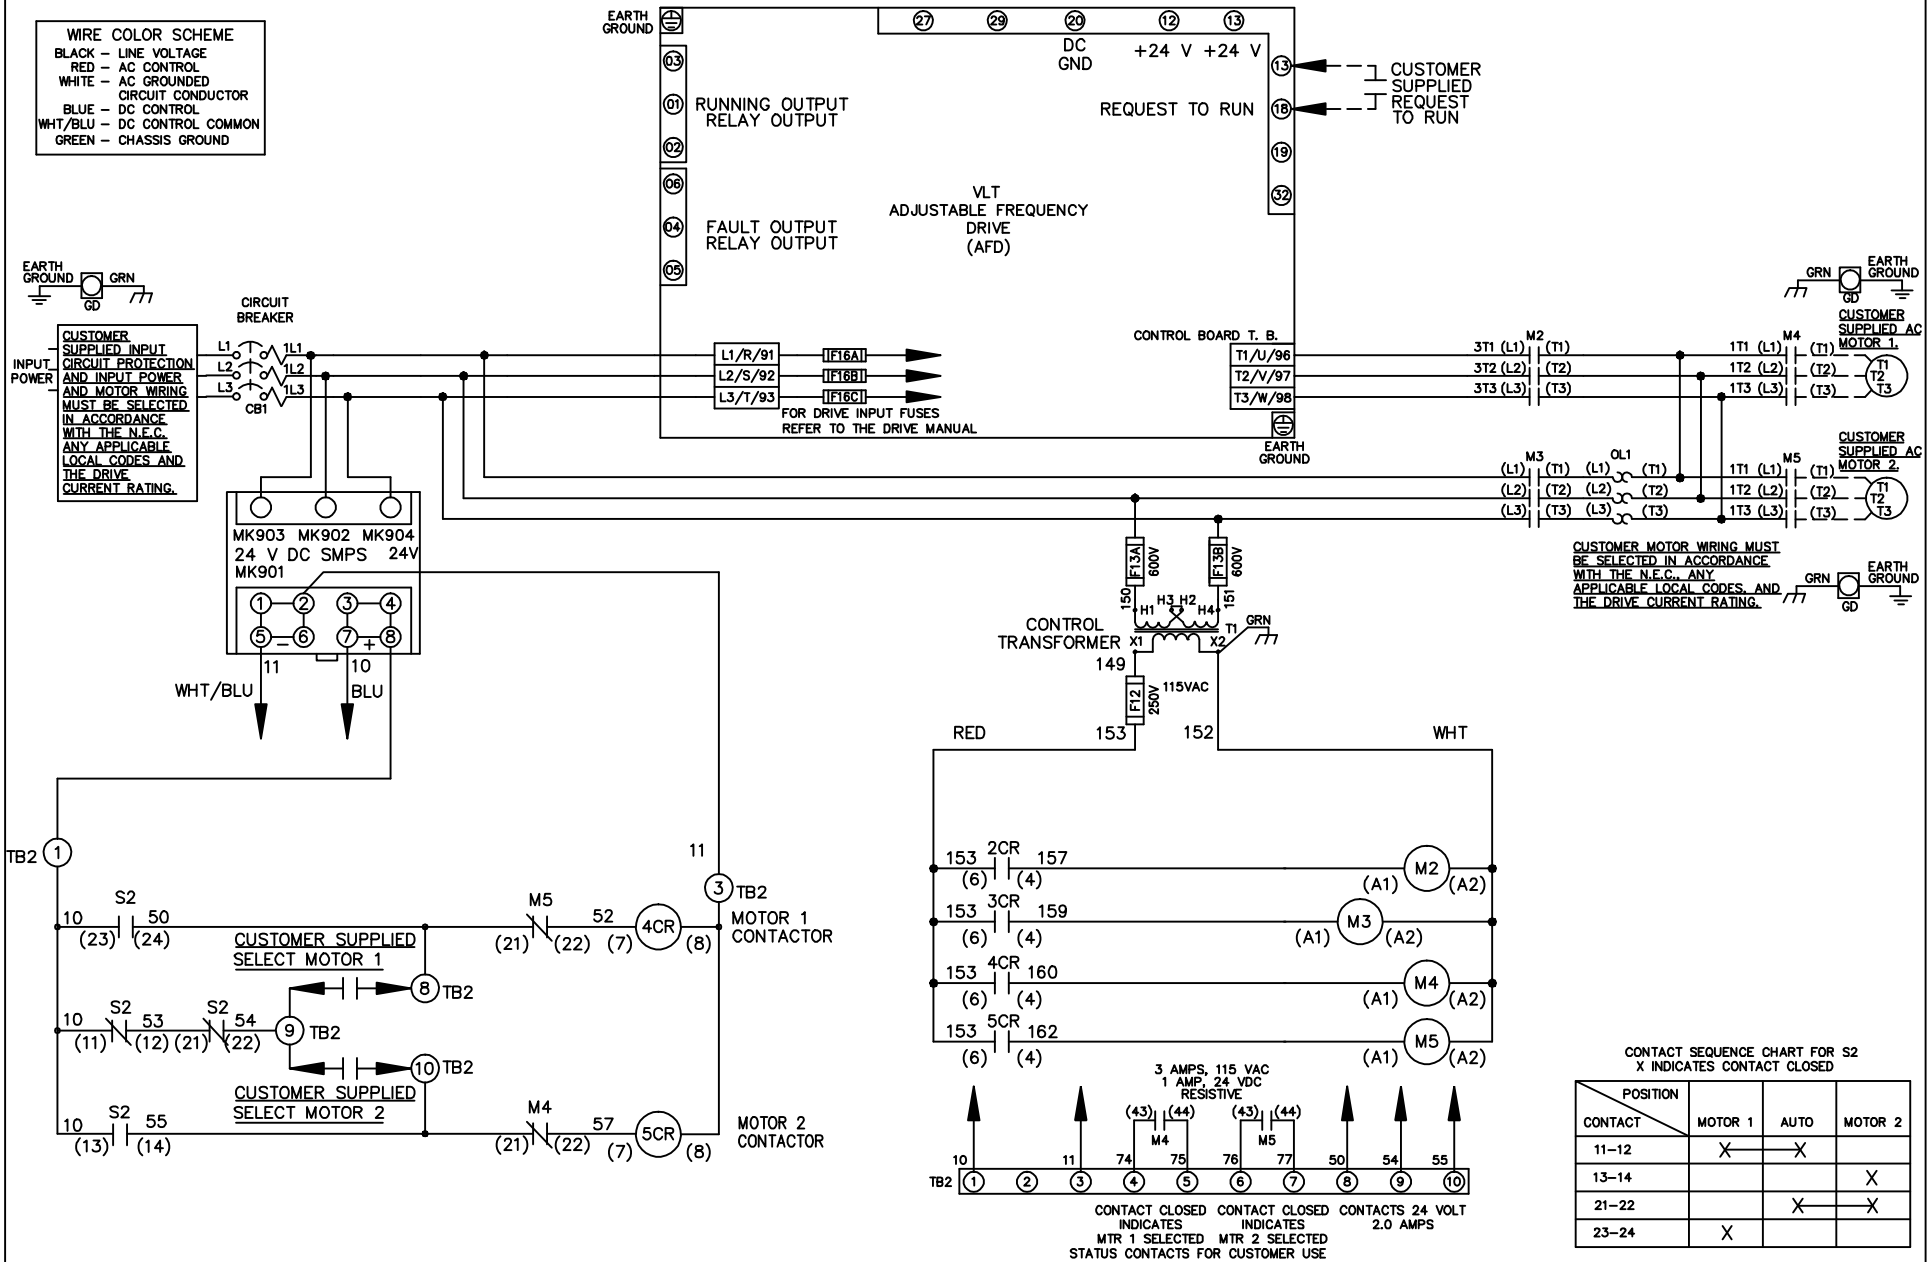 WIRE COLOR SCHEME
BLACK – LINE VOLTAGE
RED – AC CONTROL
WHITE – AC GROUNDED
CIRCUIT CONDUCTOR
BLUE – DC CONTROL
WHT/BLU – DC CONTROL COMMON
GREEN – CHASSIS GROUND
EARTH
GROUND
03
01
02
RUNNING OUTPUT
RELAY OUTPUT
06
04
05
FAULT OUTPUT
RELAY OUTPUT
27 29 20 12 13
DC
GND
+24 V +24 V
13
18
19
32
REQUEST TO RUN
CUSTOMER
SUPPLIED
REQUEST
TO RUN
VLT
ADJUSTABLE FREQUENCY
DRIVE
(AFD)
EARTH
GROUND
GRN
GD
CUSTOMER
SUPPLIED INPUT
CIRCUIT PROTECTION
AND INPUT POWER
AND MOTOR WIRING
MUST BE SELECTED
IN ACCORDANCE
WITH THE N.E.C.
ANY APPLICABLE
LOCAL CODES AND
THE DRIVE
CURRENT RATING.
INPUT
POWER
CIRCUIT
BREAKER
L1 1L1
L2 1L2
L3 1L3
CB1
L1/R/91 F16A
L2/S/92 F16B
L3/T/93 F16C
FOR DRIVE INPUT FUSES
REFER TO THE DRIVE MANUAL
CONTROL BOARD T. B.
T1/U/96
T2/V/97
T3/W/98
EARTH
GROUND
M2
3T1 (L1) (T1)
3T2 (L2) (T2)
3T3 (L3) (T3)
M4
1T1 (L1) (T1)
1T2 (L2) (T2)
1T3 (L3) (T3)
T1
T2
T3
GRN
GD
EARTH
GROUND
CUSTOMER
SUPPLIED AC
MOTOR 1.
M3 OL1
(L1) (T1) (L1) (T1)
(L2) (T2) (L2) (T2)
(L3) (T3) (L3) (T3)
M5
1T1 (L1) (T1)
1T2 (L2) (T2)
1T3 (L3) (T3)
T1
T2
T3
CUSTOMER
SUPPLIED AC
MOTOR 2.
CUSTOMER MOTOR WIRING MUST
BE SELECTED IN ACCORDANCE
WITH THE N.E.C., ANY
APPLICABLE LOCAL CODES, AND
THE DRIVE CURRENT RATING.
GRN
GD
EARTH
GROUND
MK903 MK902 MK904
24 V DC SMPS 24V
MK901
1 2 3 4
5 – 6 7 + 8
11
10
WHT/BLU
BLU
F13A
600V
F13B
600V
150
151
H1 H3 H2 H4
T1
GRN
CONTROL
TRANSFORMER
X1 X2
149
F12
250V
115VAC
153 152
RED WHT
153 2CR 157 M2
(6) (4) (A1) (A2)
153 3CR 159 M3
(6) (4) (A1) (A2)
153 4CR 160 M4
(6) (4) (A1) (A2)
153 5CR 162 M5
(6) (4) (A1) (A2)
TB2 1
11
3 TB2
10 S2 50 M5 52 4CR
(23) (24) (21) (22) (7) (8)
MOTOR 1
CONTACTOR
CUSTOMER SUPPLIED
SELECT MOTOR 1
8 TB2
10 S2 53 S2 54 9 TB2
(11) (12) (21) (22)
10 TB2
CUSTOMER SUPPLIED
SELECT MOTOR 2
10 S2 55 M4 57 5CR
(13) (14) (21) (22) (7) (8)
MOTOR 2
CONTACTOR
3 AMPS, 115 VAC
1 AMP, 24 VDC
RESISTIVE
(43) (44) (43) (44)
M4 M5
10 11 74 75 76 77 50 54 55
TB2 1 2 3 4 5 6 7 8 9 10
CONTACT CLOSED
INDICATES
MTR 1 SELECTED
CONTACT CLOSED
INDICATES
MTR 2 SELECTED
STATUS CONTACTS FOR CUSTOMER USE
CONTACTS 24 VOLT
2.0 AMPS
CONTACT SEQUENCE CHART FOR S2
X INDICATES CONTACT CLOSED
POSITION
CONTACT MOTOR 1 AUTO MOTOR 2
11–12 X X
13–14 X
21–22 X X
23–24 X